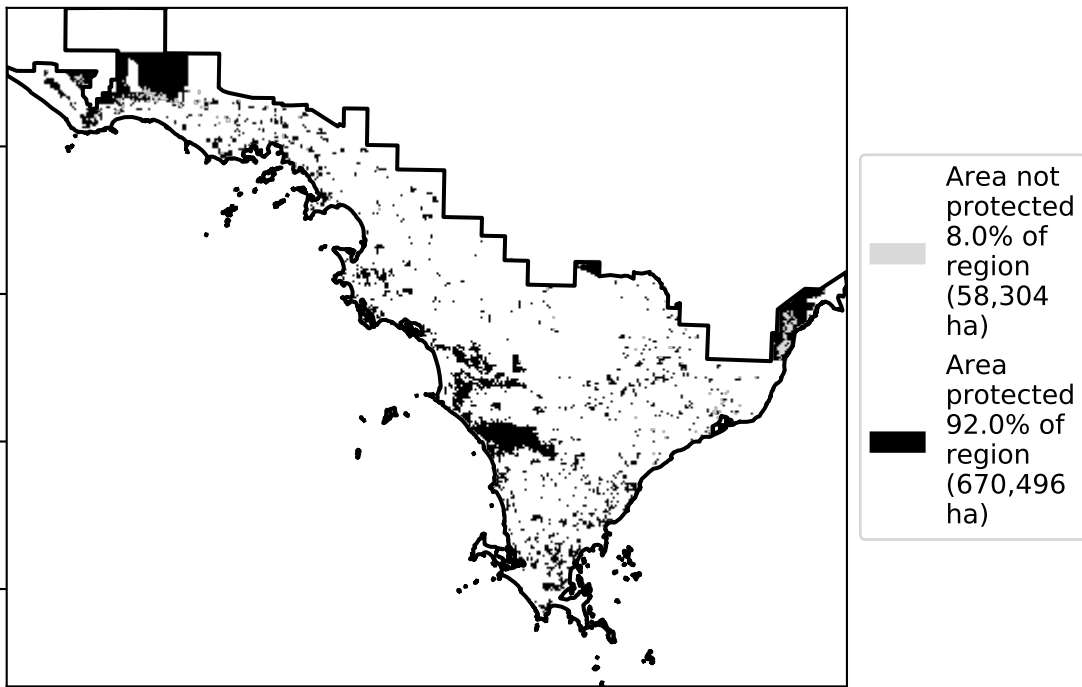 Area not
protected
8.0% of
region
(58,304
ha)
Area
protected
92.0% of
region
(670,496
ha)